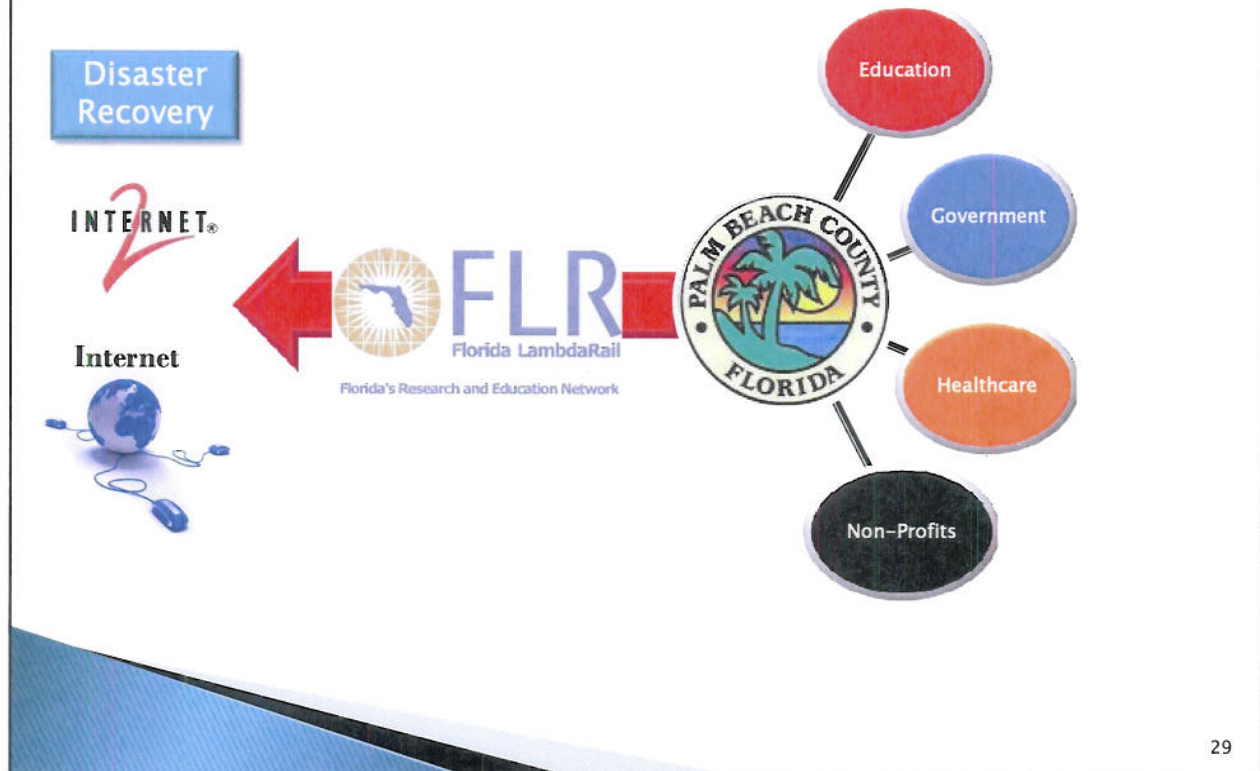 Disaster
Recovery
INTERNET®
2
Internet
FLR
Florida LambdaRail
Florida's Research and Education Network
PALM BEACH COUNTY
FLORIDA
Education
Government
Healthcare
Non-Profits
29